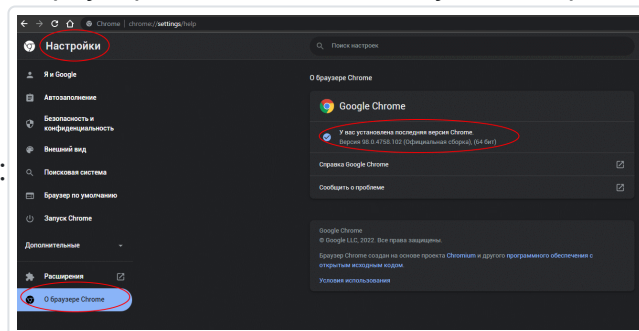 Chrome | chrome://settings/help
Настройки
Поиск настроек
Я и Google
Автозаполнение
Безопасность и
конфиденциальность
Внешний вид
Поисковая система
Браузер по умолчанию
Запуск Chrome
Дополнительные
Расширения
О браузере Chrome
О браузере Chrome
Google Chrome
У вас установлена последняя версия Chrome.
Версия 98.0.4758.102 (Официальная сборка), (64 бит)
Справка Google Chrome
Сообщить о проблеме
Google Chrome
© Google LLC, 2022. Все права защищены.
Браузер Chrome создан на основе проекта Chromium и другого программного обеспечения с
открытым исходным кодом.
Условия использования